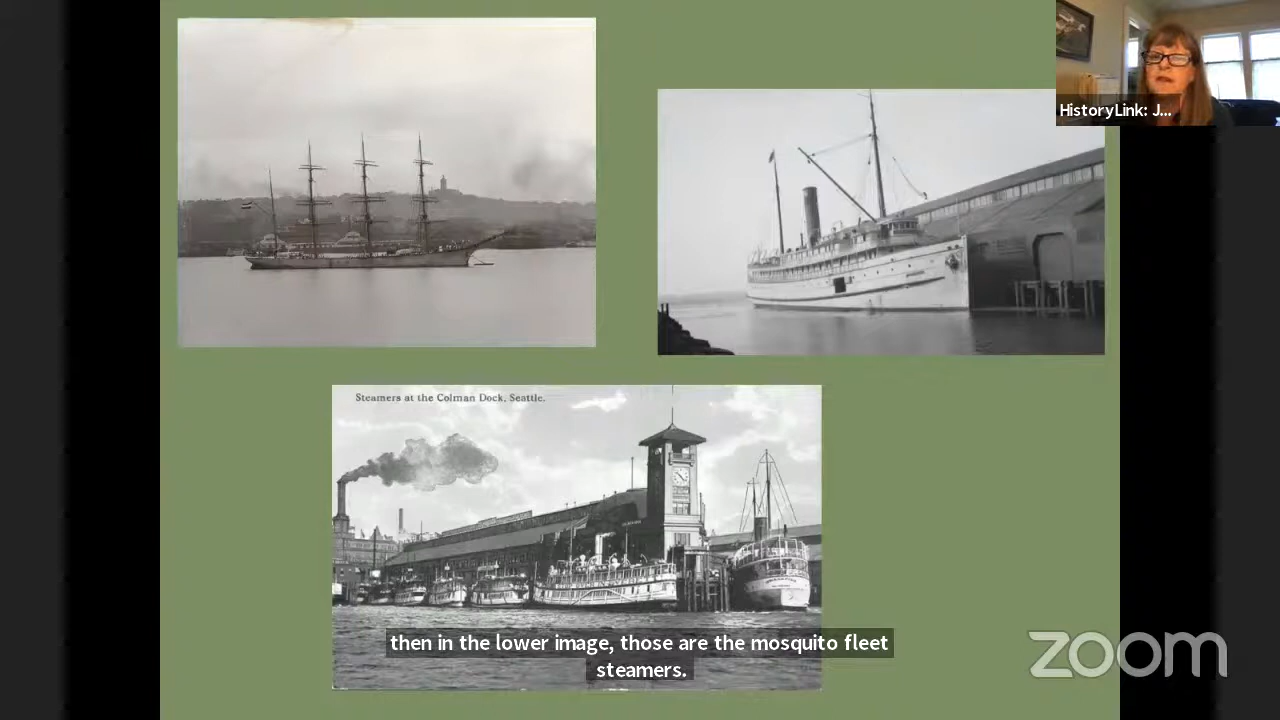 HistoryLink: J...
Steamers at the Colman Dock, Seattle.
then in the lower image, those are the mosquito fleet
steamers.
zoom